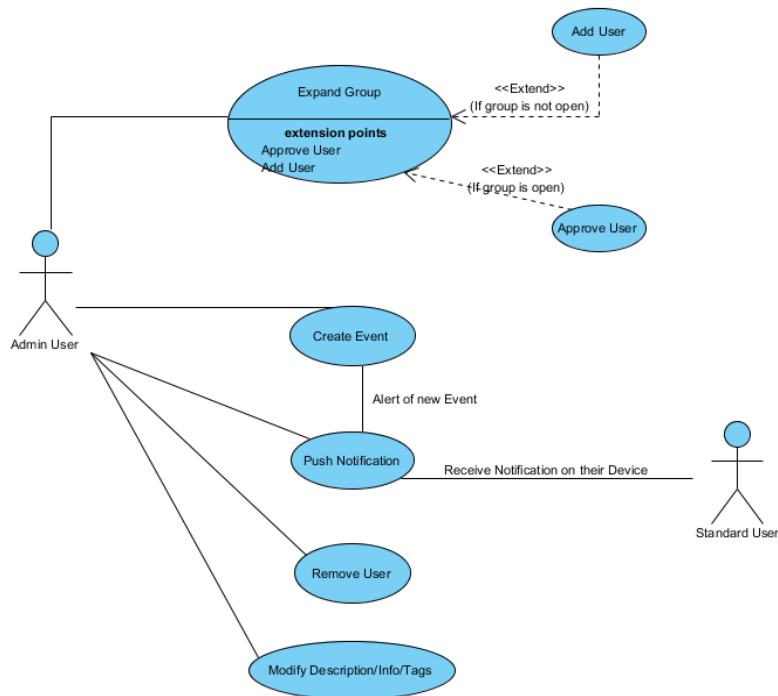 Add User
<<Extend>>
(If group is not open)
Expand Group
extension points
Approve User
Add User
<<Extend>>
(If group is open)
Approve User
Admin User
Create Event
Alert of new Event
Push Notification
Receive Notification on their Device
Standard User
Remove User
Modify Description/Info/Tags